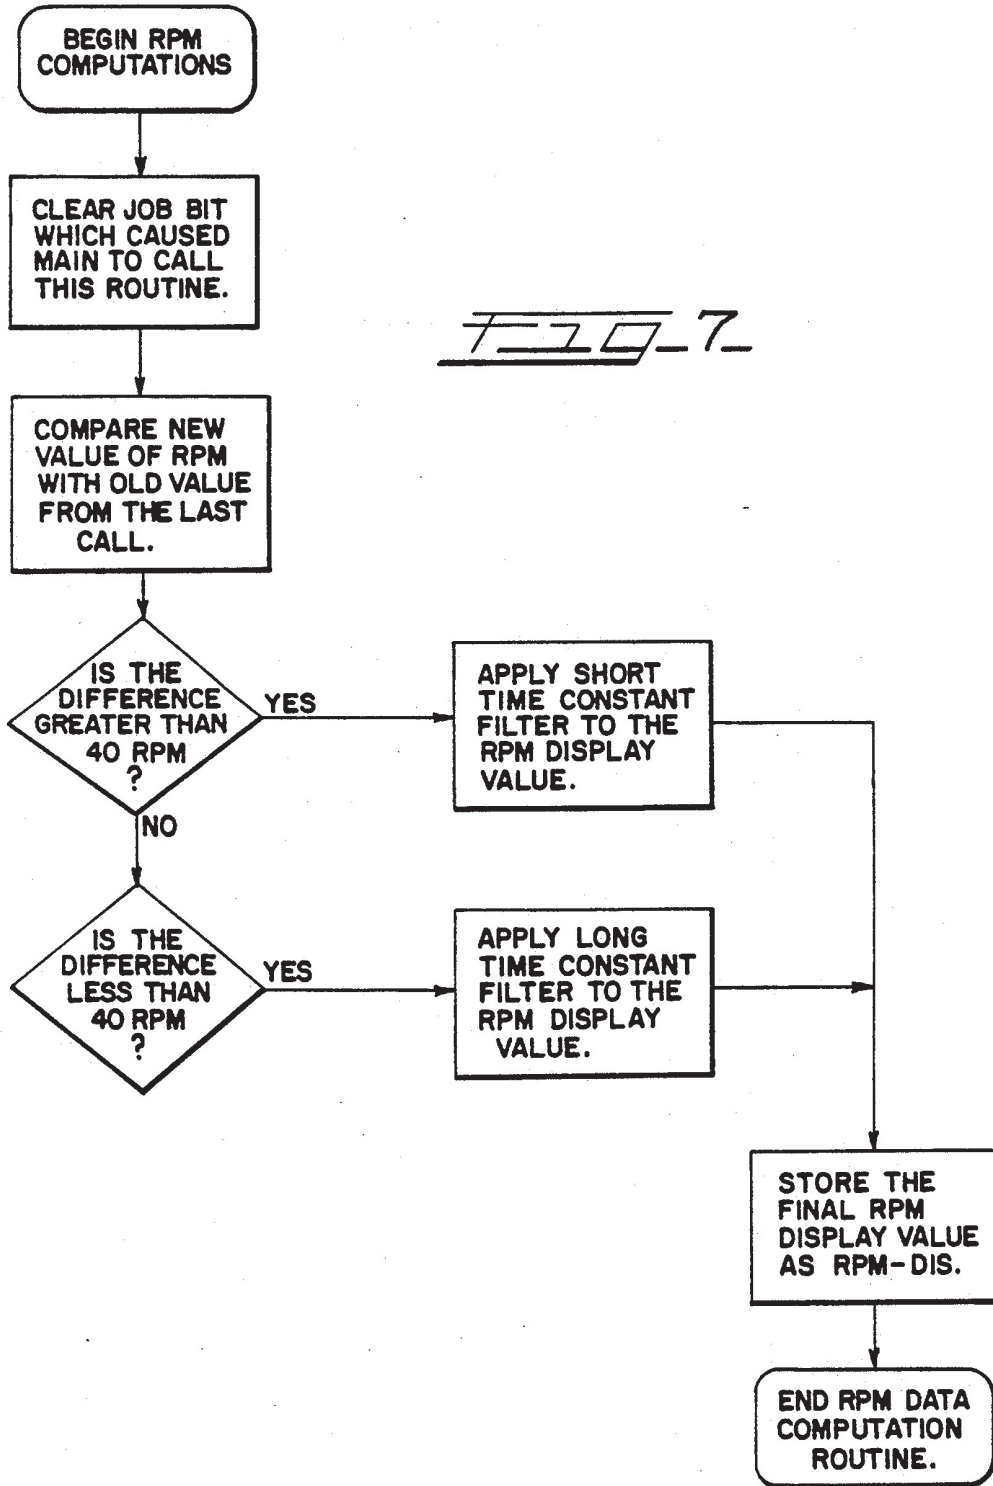 BEGIN RPM
COMPUTATIONS
CLEAR JOB BIT
WHICH CAUSED
MAIN TO CALL
THIS ROUTINE.
Fig_7_
COMPARE NEW
VALUE OF RPM
WITH OLD VALUE
FROM THE LAST
CALL.
IS THE
DIFFERENCE
GREATER THAN
40 RPM
?
YES
APPLY SHORT
TIME CONSTANT
FILTER TO THE
RPM DISPLAY
VALUE.
NO
IS THE
DIFFERENCE
LESS THAN
40 RPM
?
YES
APPLY LONG
TIME CONSTANT
FILTER TO THE
RPM DISPLAY
VALUE.
STORE THE
FINAL RPM
DISPLAY VALUE
AS RPM-DIS.
END RPM DATA
COMPUTATION
ROUTINE.